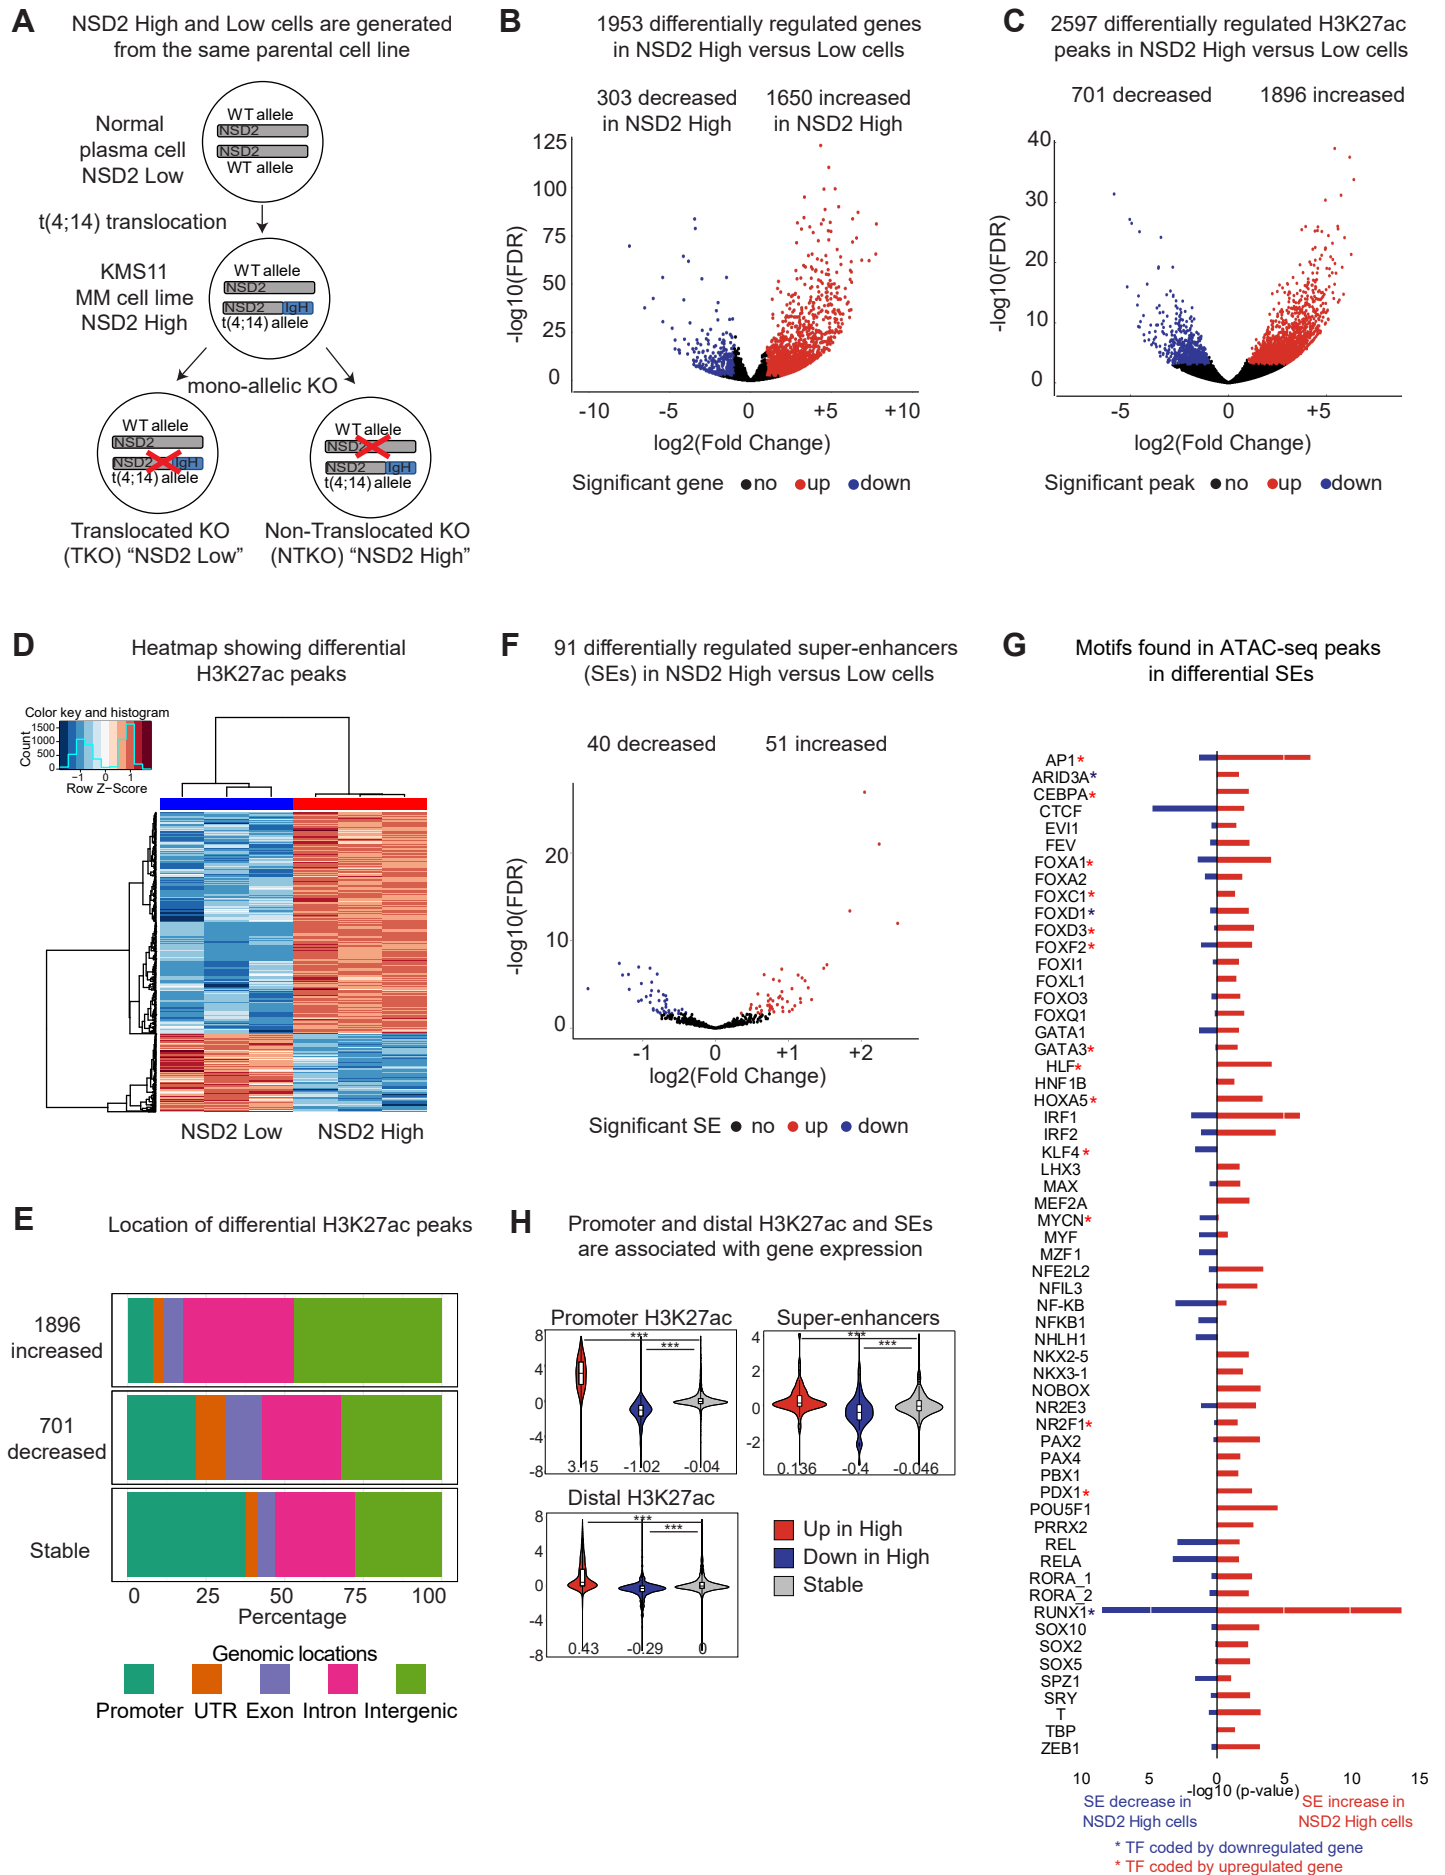 A
NSD2 High and Low cells are generated
from the same parental cell line
Normal
plasma cell
NSD2 Low
WT allele
NSD2
NSD2
WT allele
t(4;14) translocation
KMS11
MM cell lime
NSD2 High
WT allele
NSD2
NSD2 IgH
t(4;14) allele
mono-allelic KO
WT allele
NSD2
NSD2 IgH
t(4;14) allele
WT allele
NSD2
NSD2 IgH
t(4;14) allele
Translocated KO
(TKO) “NSD2 Low”
Non-Translocated KO
(NTKO) “NSD2 High”
B
1953 differentially regulated genes
in NSD2 High versus Low cells
303 decreased
in NSD2 High
1650 increased
in NSD2 High
125
100
75
50
25
0
-log10(FDR)
-10 -5 0 +5 +10
log2(Fold Change)
Significant gene no up down
C
2597 differentially regulated H3K27ac
peaks in NSD2 High versus Low cells
701 decreased
1896 increased
40
30
20
10
0
-log10(FDR)
-5 0 +5
log2(Fold Change)
Significant peak no up down
D
Heatmap showing differential
H3K27ac peaks
Color key and histogram
1500
1000
500
0
Count
−1 0 1
Row Z−Score
NSD2 Low NSD2 High
E
Location of differential H3K27ac peaks
1896
increased
701
decreased
Stable
0 25 50 75 100
Percentage
Genomic locations
Promoter UTR Exon Intron Intergenic
F
91 differentially regulated super-enhancers
(SEs) in NSD2 High versus Low cells
40 decreased
51 increased
20
10
0
-log10(FDR)
-1 0 +1 +2
log2(Fold Change)
Significant SE no up down
H
Promoter and distal H3K27ac and SEs
are associated with gene expression
Promoter H3K27ac
8
4
0
-4
-8
***
***
3.15 -1.02 -0.04
Super-enhancers
4
2
0
-2
***
***
0.136 -0.4 -0.046
Distal H3K27ac
8
4
0
-4
-8
***
***
0.43 -0.29 0
Up in High
Down in High
Stable
G
Motifs found in ATAC-seq peaks
in differential SEs
AP1*
ARID3A*
CEBPA*
CTCF
EVI1
FEV
FOXA1*
FOXA2
FOXC1*
FOXD1*
FOXD3*
FOXF2*
FOXI1
FOXL1
FOXO3
FOXQ1
GATA1
GATA3*
HLF*
HNF1B
HOXA5*
IRF1
IRF2
KLF4*
LHX3
MAX
MEF2A
MYCN*
MYF
MZF1
NFE2L2
NFIL3
NF-KB
NFKB1
NHLH1
NKX2-5
NKX3-1
NOBOX
NR2E3
NR2F1*
PAX2
PAX4
PBX1
PDX1*
POU5F1
PRRX2
REL
RELA
RORA_1
RORA_2
RUNX1*
SOX10
SOX2
SOX5
SPZ1
SRY
T
TBP
ZEB1
10 5 0 5 10 15
-log10 (p-value)
SE decrease in
NSD2 High cells
SE increase in
NSD2 High cells
* TF coded by downregulated gene
* TF coded by upregulated gene